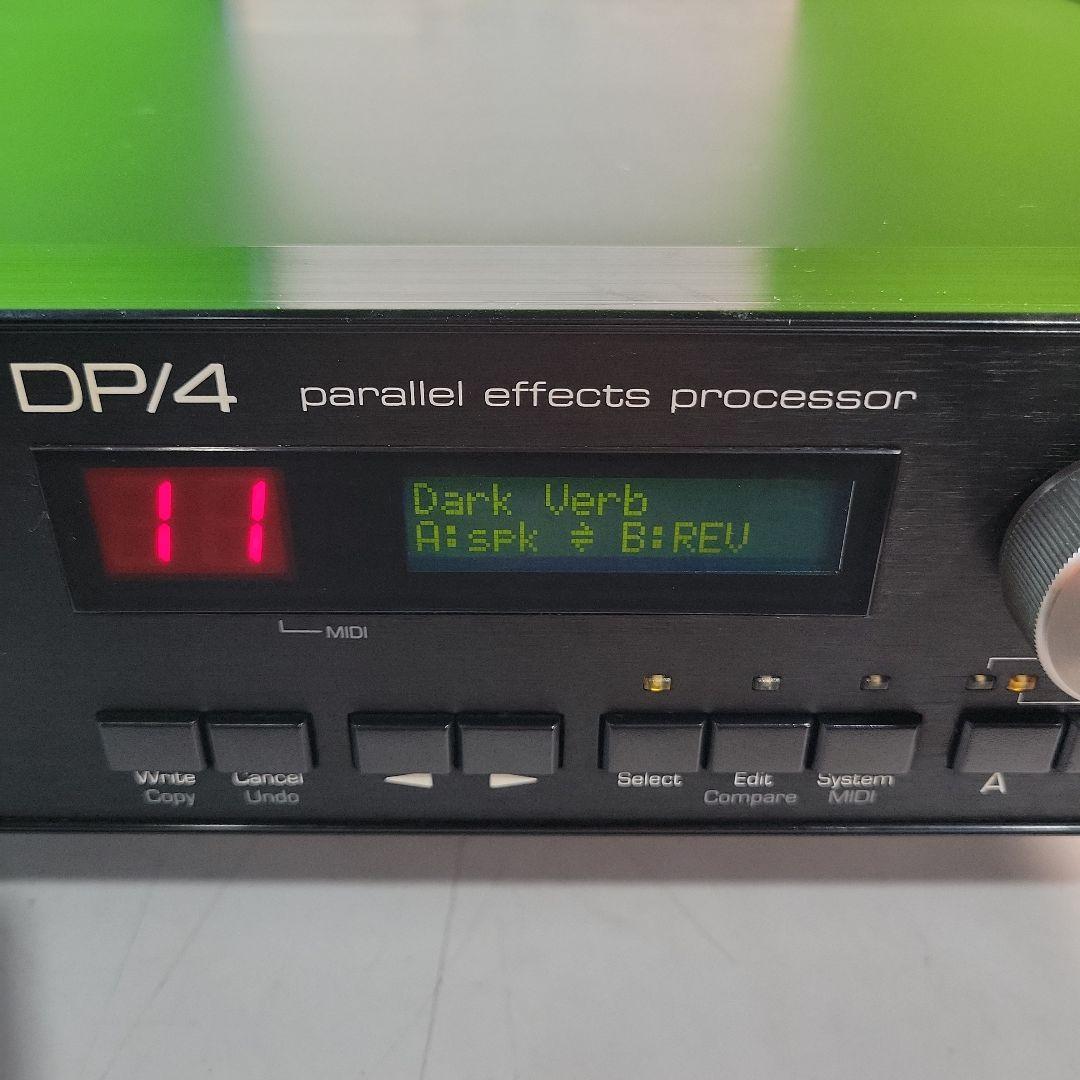 DP/4 parallel effects processor
11
Dark Verb
A:spk ⇌ B:REV
MIDI
Write Cancel Select Edit System A
Copy Undo Compare MIDI